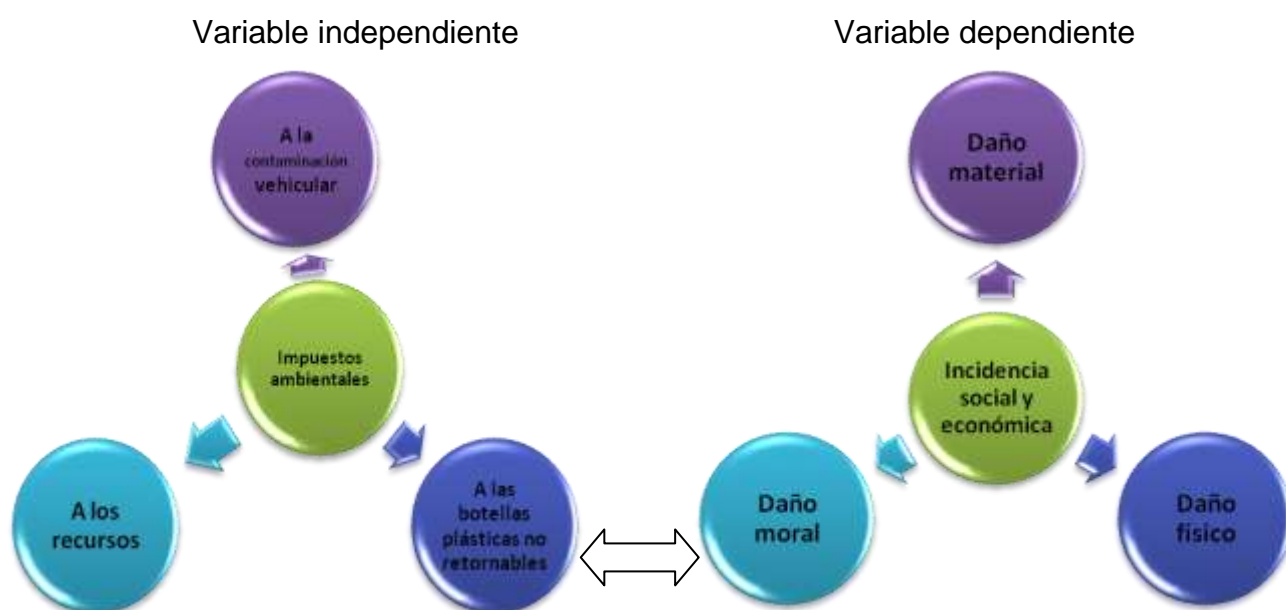 Variable independiente
Variable dependiente
A la
contaminación
vehicular
Daño
material
Impuestos
ambientales
Incidencia
social y
económica
A los
recursos
A las
botellas
plásticas no
retornables
Daño
moral
Daño
físico